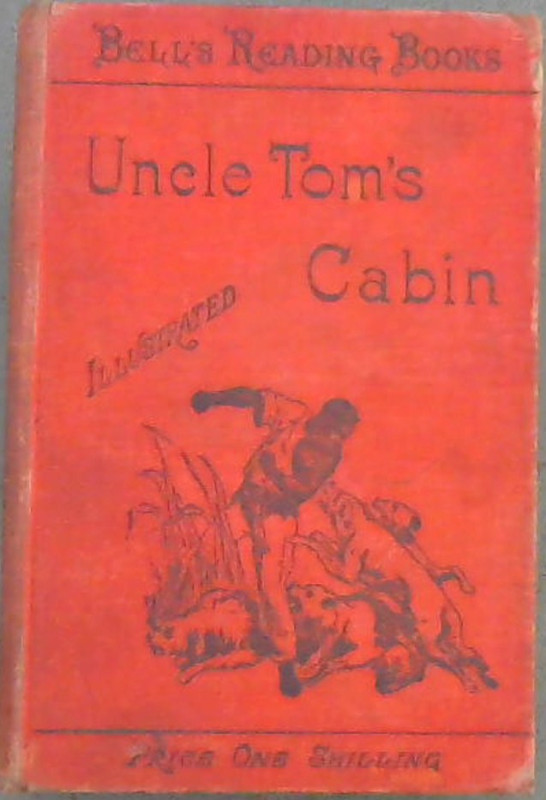 BELL'S READING BOOKS
Uncle Tom's
Cabin
ILLUSTRATED
PRICE ONE SHILLING